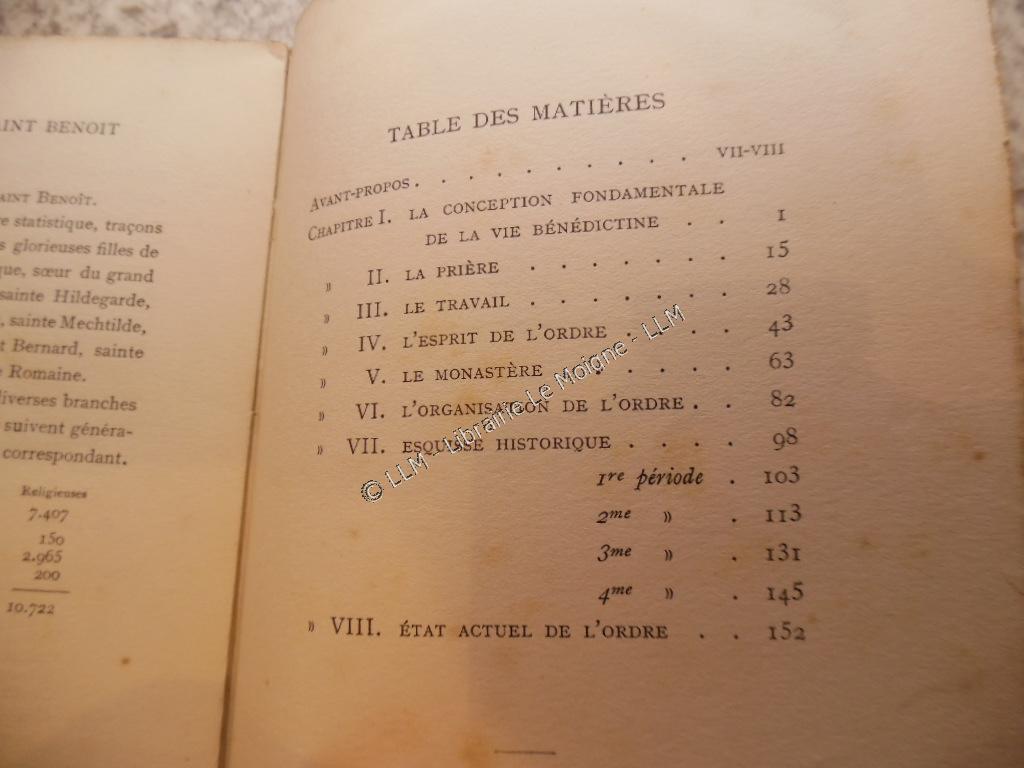 AINT BENOIT
AINT BENOÎT.
re statistique, traçons
s glorieuses filles de
que, sœur du grand
sainte Hildegarde,
, sainte Mechtilde,
t Bernard, sainte
e Romaine.
diverses branches
suivent généra-
correspondant.
Religieuses
7.407
150
2.965
200
10.722
TABLE DES MATIÈRES
AVANT-PROPOS . . . . . . . . . VII-VIII
CHAPITRE I. LA CONCEPTION FONDAMENTALE
DE LA VIE BÉNÉDICTINE . . 1
» II. LA PRIÈRE . . . . . . . 15
» III. LE TRAVAIL . . . . . . . 28
» IV. L'ESPRIT DE L'ORDRE . . . . 43
» V. LE MONASTÈRE . . . . . . 63
» VI. L'ORGANISATION DE L'ORDRE . . 82
» VII. ESQUISSE HISTORIQUE . . . . 98
1re période . 103
2me » . 113
3me » . 131
4me » . 145
» VIII. ÉTAT ACTUEL DE L'ORDRE . . 152
© LLM - Librairie Le Moigne - LLM